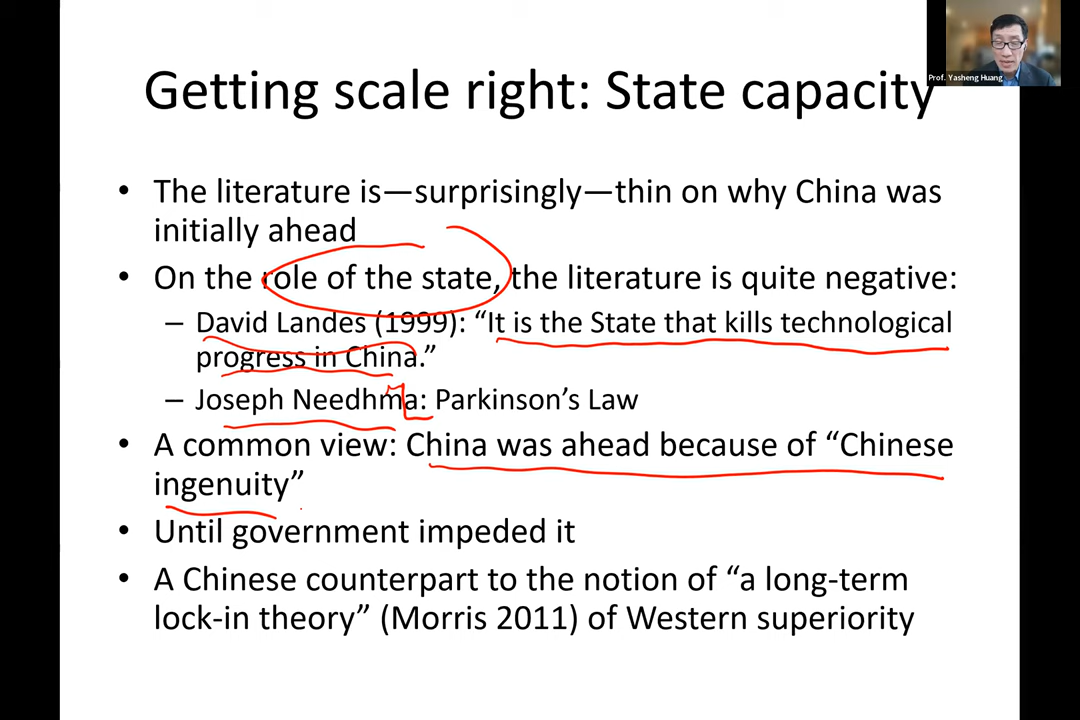 Prof. Yasheng Huang
Getting scale right: State capacity
• The literature is—surprisingly—thin on why China was
initially ahead
• On the role of the state, the literature is quite negative:
– David Landes (1999): “It is the State that kills technological
progress in China.”
– Joseph Needhma: Parkinson’s Law
• A common view: China was ahead because of “Chinese
ingenuity”
• Until government impeded it
• A Chinese counterpart to the notion of “a long-term
lock-in theory” (Morris 2011) of Western superiority